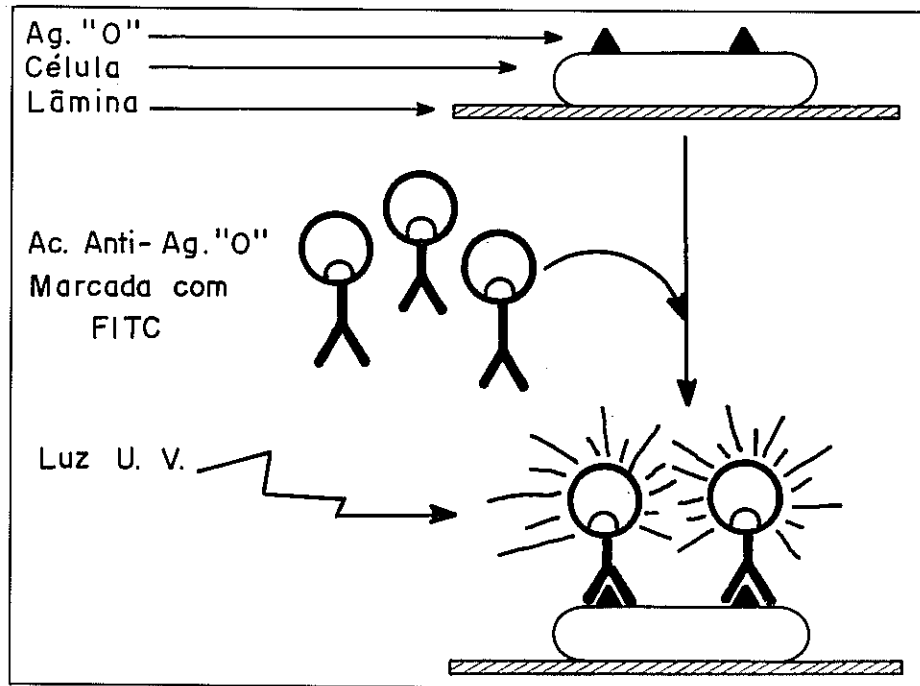 Ag. "O"
Célula
Lâmina
Ac. Anti-Ag. "O"
Marcada com
FITC
Luz U. V.